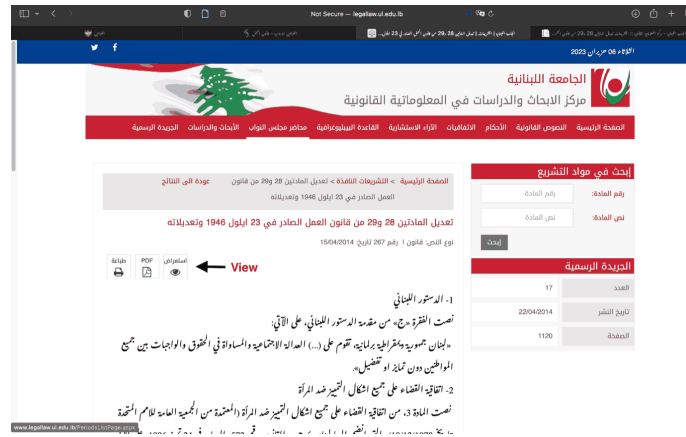 Not Secure — legallaw.ul.edu.lb
الثلاثاء 06 حزيران 2023
الجامعة اللبنانية
مركز الابحاث والدراسات في المعلوماتية القانونية
الصفحة الرئيسية النصوص القانونية الأحكام الاتفاقيات الآراء الاستشارية القاعدة الببليوغرافية محاضر مجلس النواب الأبحاث والدراسات الجريدة الرسمية
إبحث في مواد التشريع
رقم المادة: رقم المادة
نص المادة: نص المادة
إبحث
الجريدة الرسمية
العدد 17
تاريخ النشر 22/04/2014
الصفحة 1120
الصفحة الرئيسية > التشريعات النافذة > تعديل المادتين 28 و29 من قانون العمل الصادر في 23 ايلول 1946 وتعديلاته
عودة الى النتائج
تعديل المادتين 28 و29 من قانون العمل الصادر في 23 ايلول 1946 وتعديلاته
نوع النص: قانون | رقم 267 تاريخ: 15/04/2014
استعراض PDF طباعة
View
1- الدستور اللبناني
نصت الفقرة «ج» من مقدمة الدستور اللبناني، على الآتي:
«لبنان جمهورية ديمقراطية برلمانية، تقوم على (...) العدالة الاجتماعية والمساواة في الحقوق والواجبات بين جميع
المواطنين دون تمايز او تفضيل».
2- اتفاقية القضاء على جميع اشكال التمييز ضد المرأة
نصت المادة 3، من اتفاقية القضاء على جميع اشكال التمييز ضد المرأة (المعتمدة من الجمعية العامة للامم المتحدة
www.legallaw.ul.edu.lb/PeriodsListPage.aspx